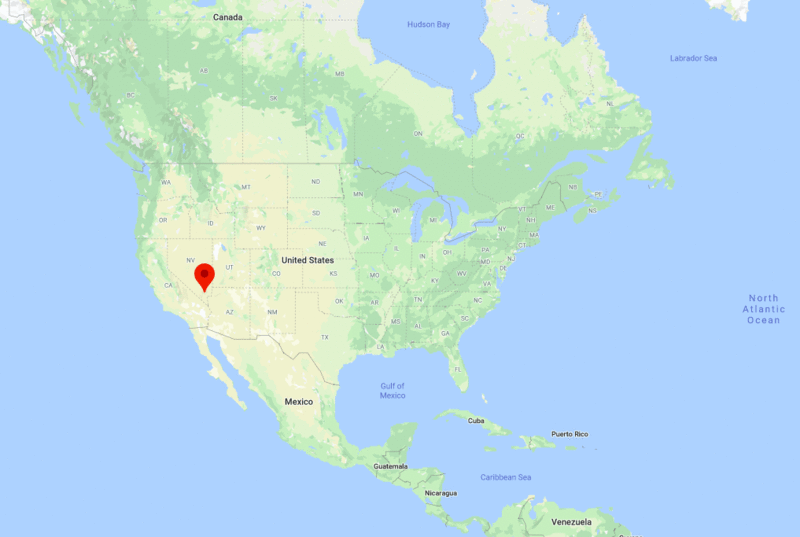 Canada
Hudson Bay
Labrador Sea
AB
MB
BC
SK
NL
ON
QC
WA
MT
ND
MN
NB
PE
NS
ME
VT
NH
OR
ID
SD
WI
MI
NY
MA
CT
WY
IA
NE
PA
NJ
OH
IL
IN
MD
DE
NV
UT
United States
CO
KS
MO
WV
KY
VA
CA
AZ
NM
OK
AR
TN
NC
SC
MS
AL
GA
TX
LA
FL
North
Atlantic
Ocean
Gulf of
Mexico
Mexico
Cuba
Puerto Rico
Guatemala
Caribbean Sea
Nicaragua
Venezuela